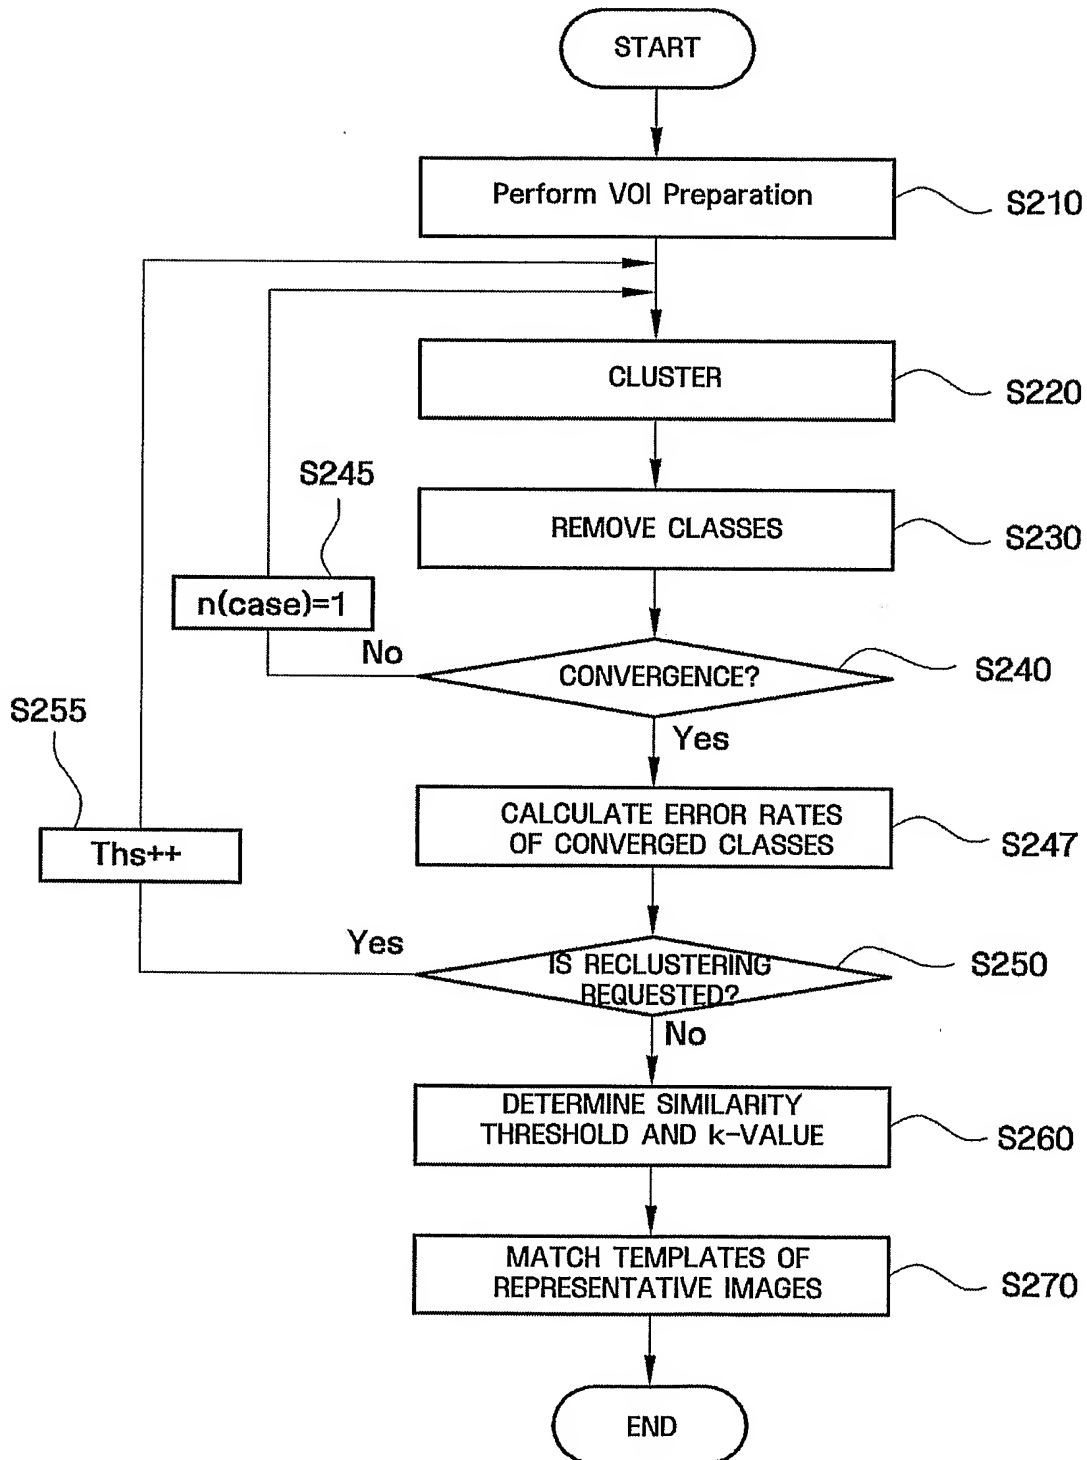 START
Perform VOI Preparation
S210
CLUSTER
S220
S245
REMOVE CLASSES
S230
n(case)=1
No
CONVERGENCE?
S240
S255
Yes
CALCULATE ERROR RATES
OF CONVERGED CLASSES
S247
Ths++
Yes
IS RECLUSTERING
REQUESTED?
S250
No
DETERMINE SIMILARITY
THRESHOLD AND k-VALUE
S260
MATCH TEMPLATES OF
REPRESENTATIVE IMAGES
S270
END